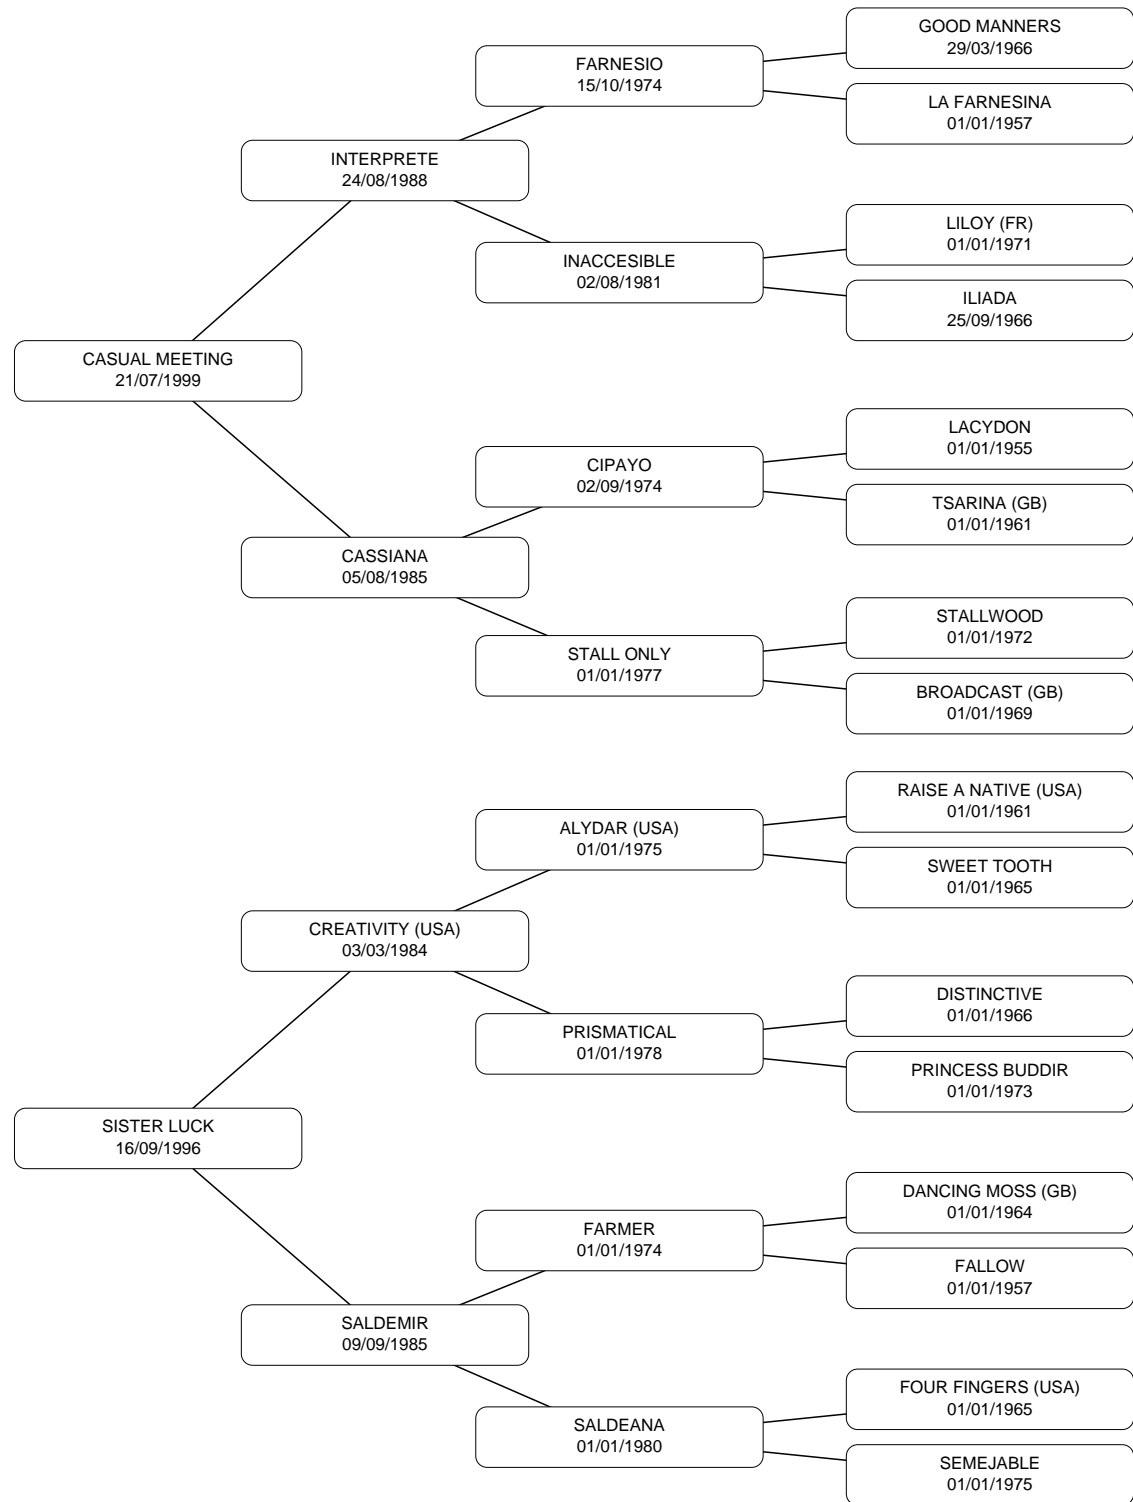 GOOD MANNERS
29/03/1966
FARNESIO
15/10/1974
LA FARNESINA
01/01/1957
INTERPRETE
24/08/1988
LILOY (FR)
01/01/1971
INACCESIBLE
02/08/1981
ILIADA
25/09/1966
CASUAL MEETING
21/07/1999
LACYDON
01/01/1955
CIPAYO
02/09/1974
TSARINA (GB)
01/01/1961
CASSIANA
05/08/1985
STALLWOOD
01/01/1972
STALL ONLY
01/01/1977
BROADCAST (GB)
01/01/1969
RAISE A NATIVE (USA)
01/01/1961
ALYDAR (USA)
01/01/1975
SWEET TOOTH
01/01/1965
CREATIVITY (USA)
03/03/1984
DISTINCTIVE
01/01/1966
PRISMATICAL
01/01/1978
PRINCESS BUDDIR
01/01/1973
SISTER LUCK
16/09/1996
DANCING MOSS (GB)
01/01/1964
FARMER
01/01/1974
FALLOW
01/01/1957
SALDEMIR
09/09/1985
FOUR FINGERS (USA)
01/01/1965
SALDEANA
01/01/1980
SEMEJABLE
01/01/1975